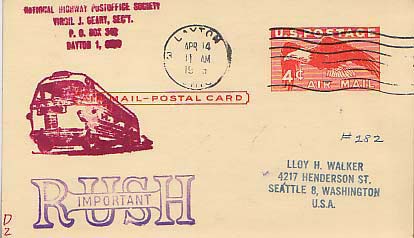 NATIONAL HIGHWAY POSTOFFICE SOCIETY
VIRGIL J. GEARY, SEC'T.
P. O. BOX
DAYTON 1, OHIO
DAYTON
APR 14
11 AM
U.S. POSTAGE
4¢
AIR MAIL
AIR MAIL—POSTAL CARD
#282
LLOY H. WALKER
4217 HENDERSON ST.
SEATTLE 8, WASHINGTON
U.S.A.
RUSH
IMPORTANT
D
2